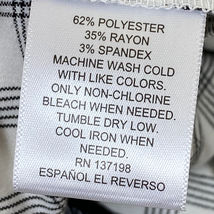 62% POLYESTER
35% RAYON
3% SPANDEX
MACHINE WASH COLD
WITH LIKE COLORS.
ONLY NON-CHLORINE
BLEACH WHEN NEEDED.
TUMBLE DRY LOW.
COOL IRON WHEN
NEEDED.
RN 137198
ESPAÑOL EL REVERSO